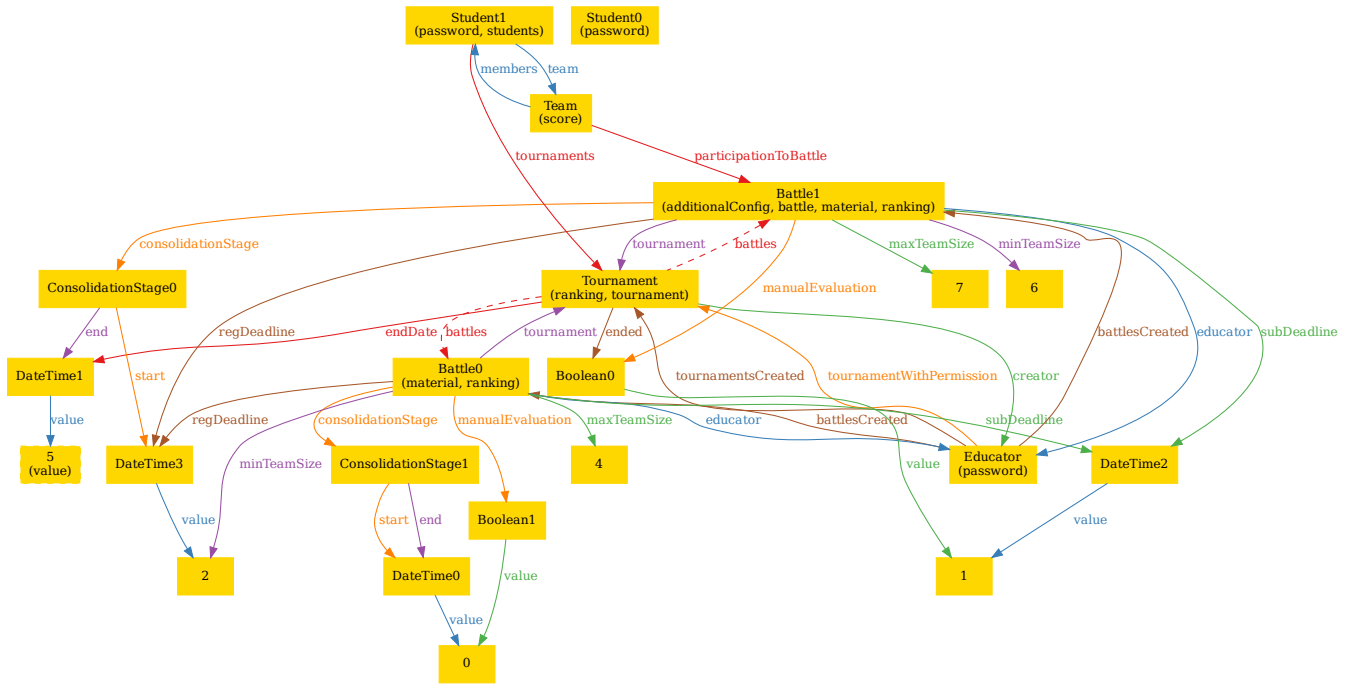 Student1
(password, students)
Student0
(password)
members
team
Team
(score)
tournaments
participationToBattle
Battle1
(additionalConfig, battle, material, ranking)
consolidationStage
tournament
battles
maxTeamSize
minTeamSize
ConsolidationStage0
Tournament
(ranking, tournament)
manualEvaluation
7
6
end
regDeadline
endDate
battles
tournament
ended
battlesCreated
educator
subDeadline
DateTime1
start
Battle0
(material, ranking)
Boolean0
tournamentsCreated
tournamentWithPermission
creator
value
regDeadline
consolidationStage
manualEvaluation
maxTeamSize
educator
battlesCreated
subDeadline
5
(value)
DateTime3
minTeamSize
ConsolidationStage1
4
value
Educator
(password)
DateTime2
value
start
end
Boolean1
value
2
DateTime0
value
1
value
0